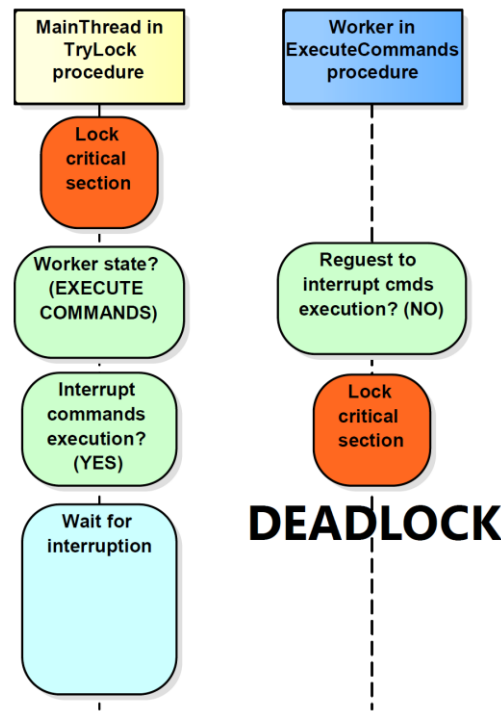 MainThread in
TryLock
procedure
Worker in
ExecuteCommands
procedure
Lock
critical
section
Worker state?
(EXECUTE
COMMANDS)
Reguest to
interrupt cmds
execution? (NO)
Interrupt
commands
execution?
(YES)
Lock
critical
section
Wait for
interruption
DEADLOCK